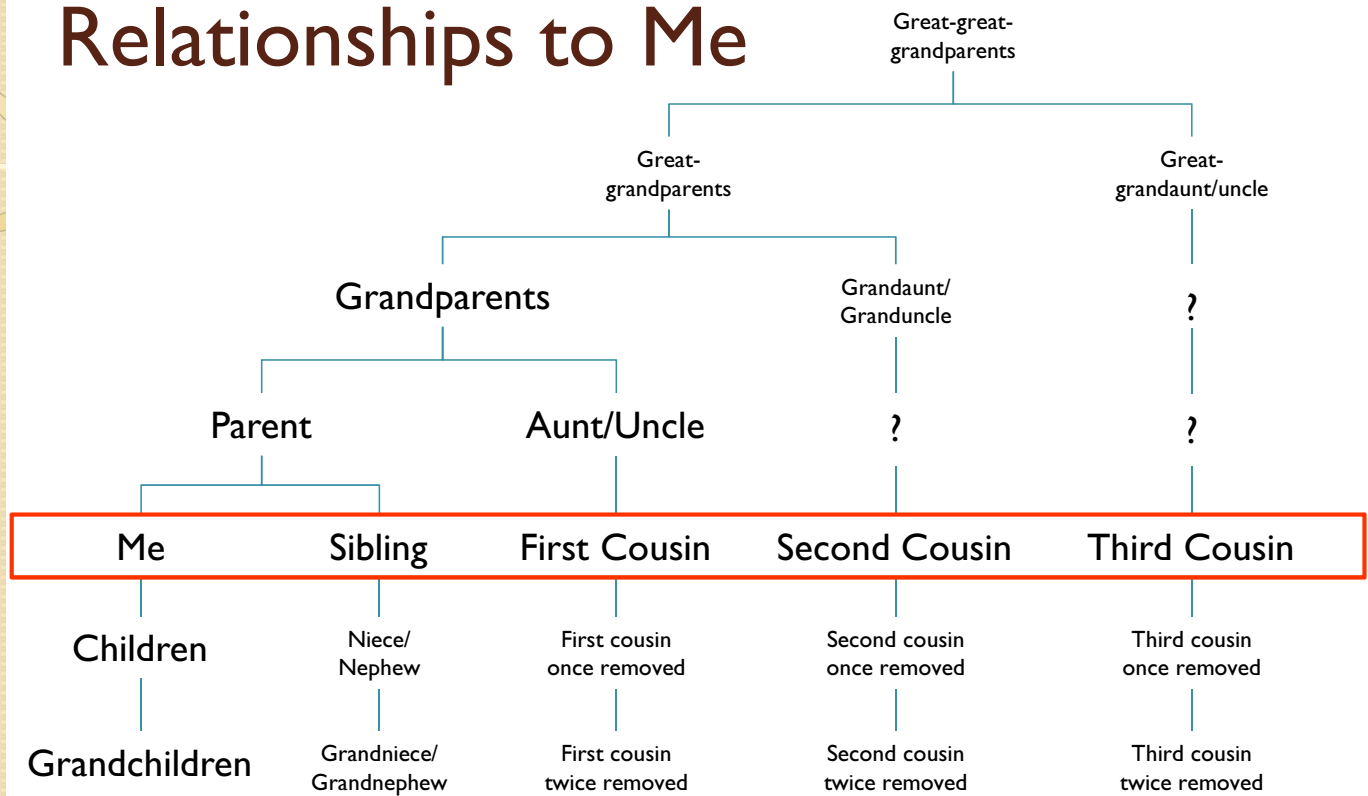 Relationships to Me
Great-great-
grandparents
Great-
grandparents
Great-
grandaunt/uncle
Grandparents
Grandaunt/
Granduncle
?
Parent
Aunt/Uncle
?
?
Me
Sibling
First Cousin
Second Cousin
Third Cousin
Children
Niece/
Nephew
First cousin
once removed
Second cousin
once removed
Third cousin
once removed
Grandchildren
Grandniece/
Grandnephew
First cousin
twice removed
Second cousin
twice removed
Third cousin
twice removed